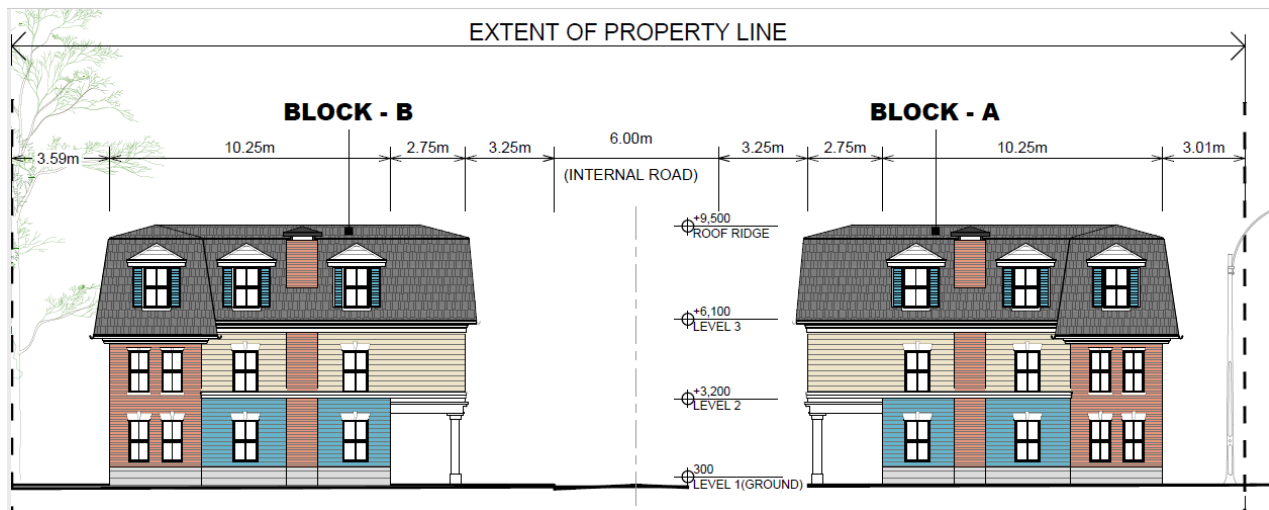 EXTENT OF PROPERTY LINE
BLOCK - B
BLOCK - A
3.59m
10.25m
2.75m
3.25m
6.00m
3.25m
2.75m
10.25m
3.01m
(INTERNAL ROAD)
+9,500
ROOF RIDGE
+6,100
LEVEL 3
+3,200
LEVEL 2
300
LEVEL 1(GROUND)